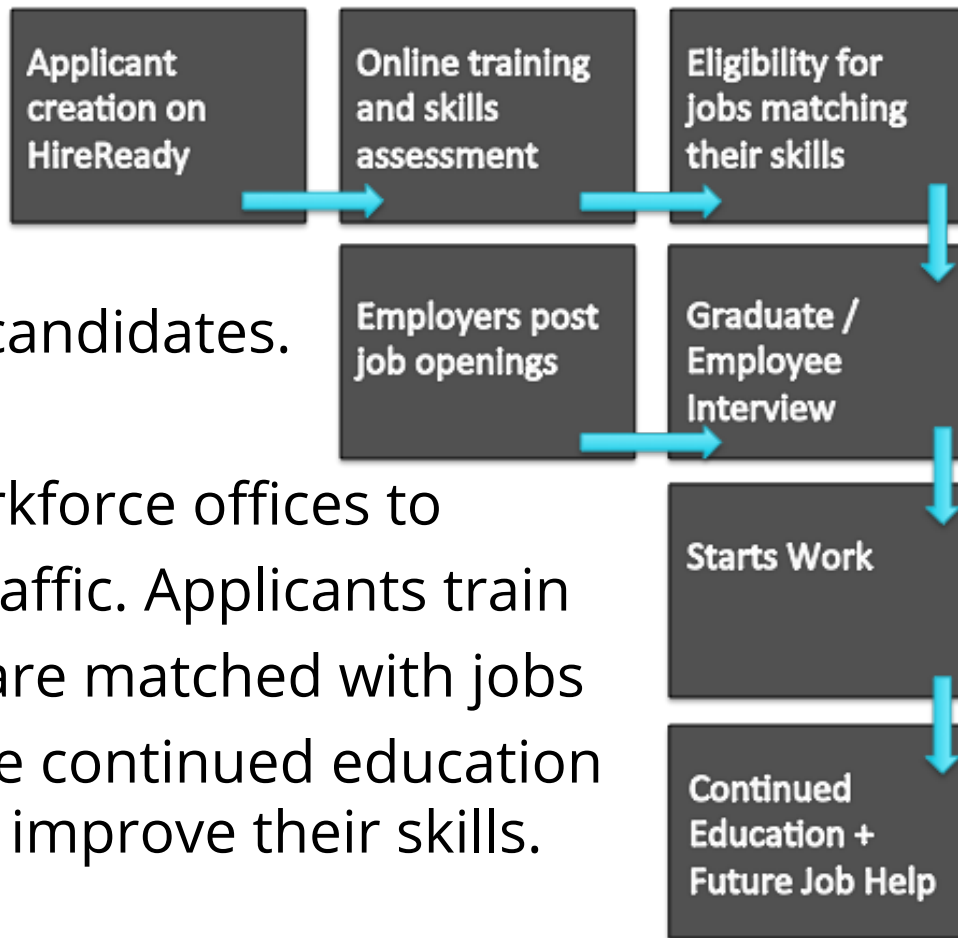 Applicant
creation on
HireReady
Online training
and skills
assessment
Eligibility for
jobs matching
their skills
Employers post
job openings
Graduate /
Employee
Interview
Starts Work
Continued
Education +
Future Job Help
candidates.
rkforce offices to
affic. Applicants train
are matched with jobs
e continued education
improve their skills.